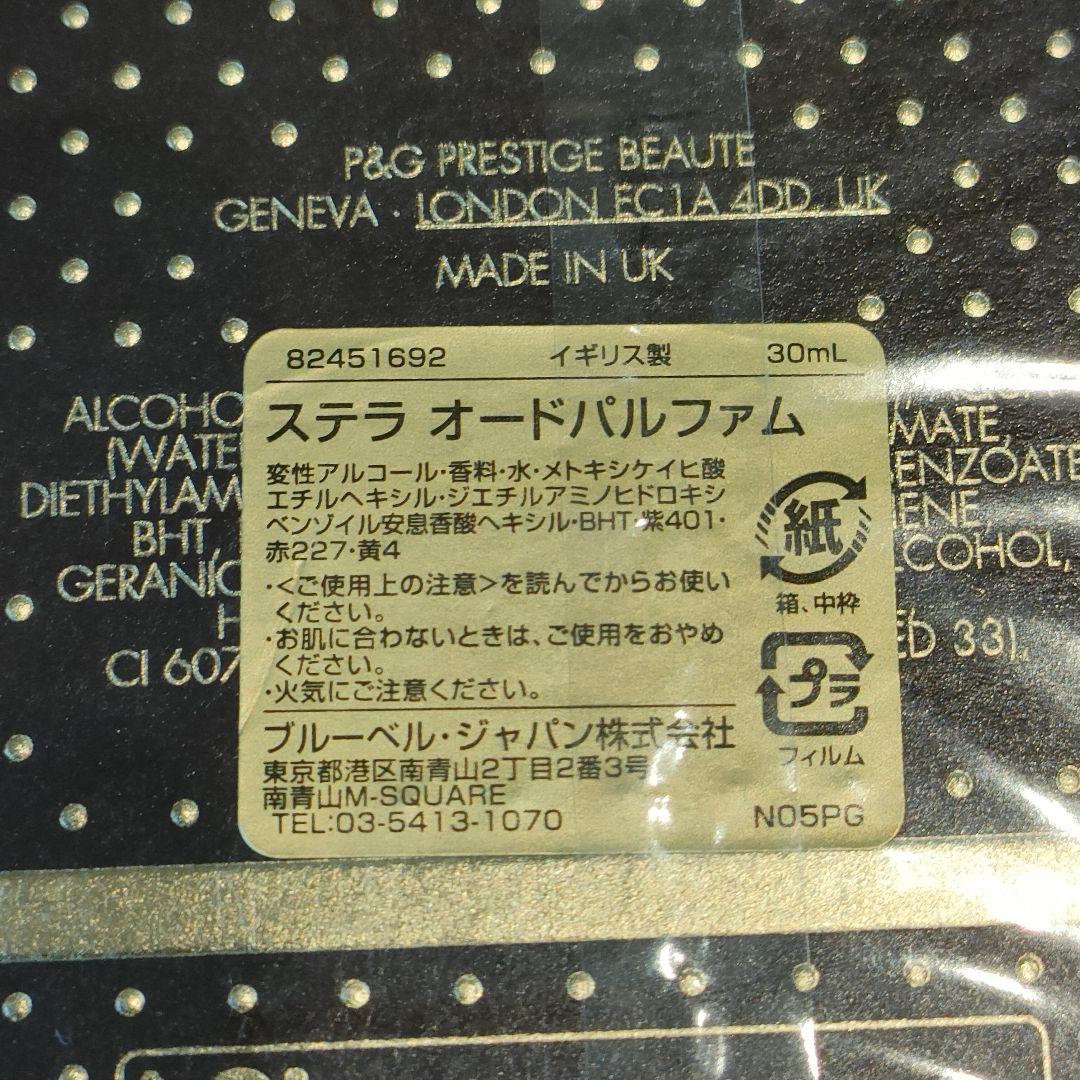 P&G PRESTIGE BEAUTE
GENEVA · LONDON EC1A 4DD, UK
MADE IN UK
82451692 イギリス製 30mL
ステラ オードパルファム
変性アルコール・香料・水・メトキシケイヒ酸
エチルヘキシル・ジエチルアミノヒドロキシ
ベンゾイル安息香酸ヘキシル・BHT・紫401・
赤227・黄4
・<ご使用上の注意>を読んでからお使い
ください。
・お肌に合わないときは、ご使用をおやめ
ください。
・火気にご注意ください。
紙
箱、中枠
プラ
フィルム
ブルーベル・ジャパン株式会社
東京都港区南青山2丁目2番3号
南青山M-SQUARE
TEL:03-5413-1070 N05PG
(WATE
DIETHYLAM
BHT,
CI 607
MATE,
ENZOATE
COHOL,
ED 33).